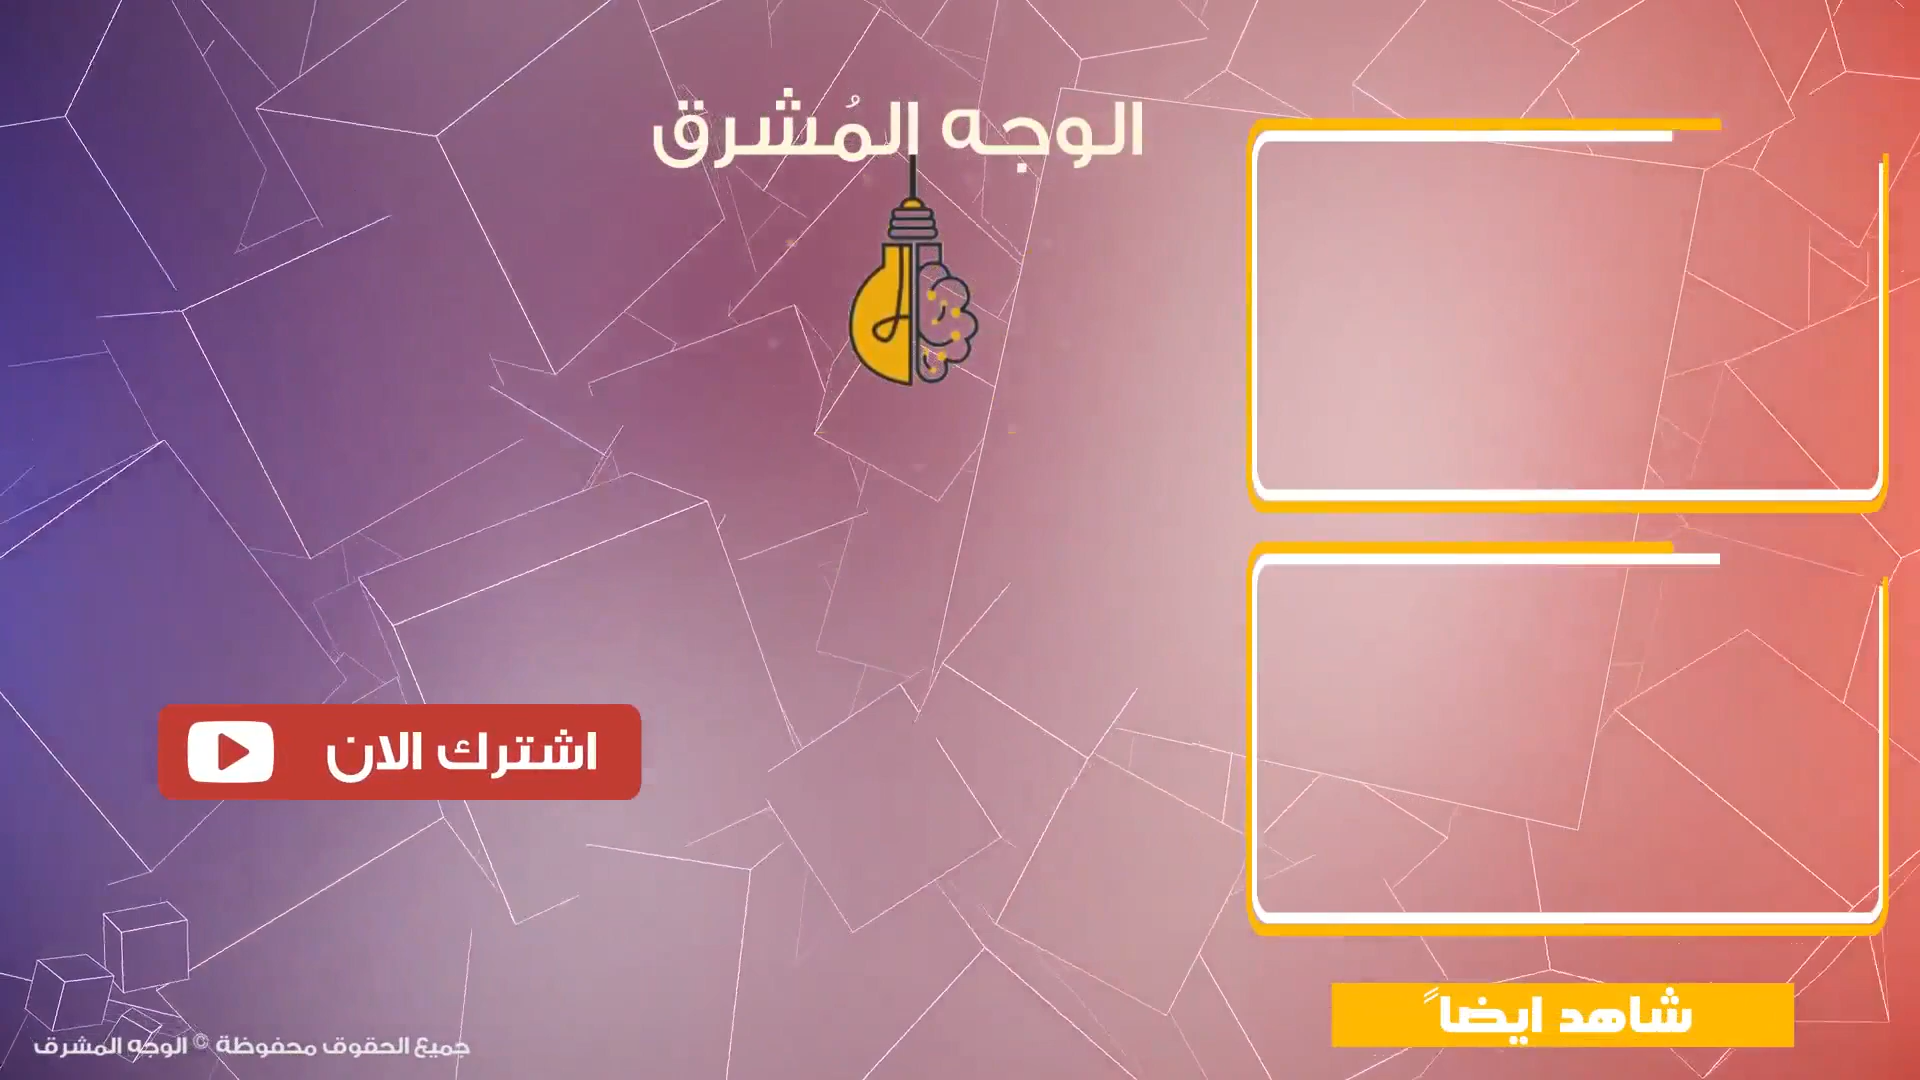 الوجه المُشرق
اشترك الان
شاهد ايضاً
جميع الحقوق محفوظة © الوجه المشرق